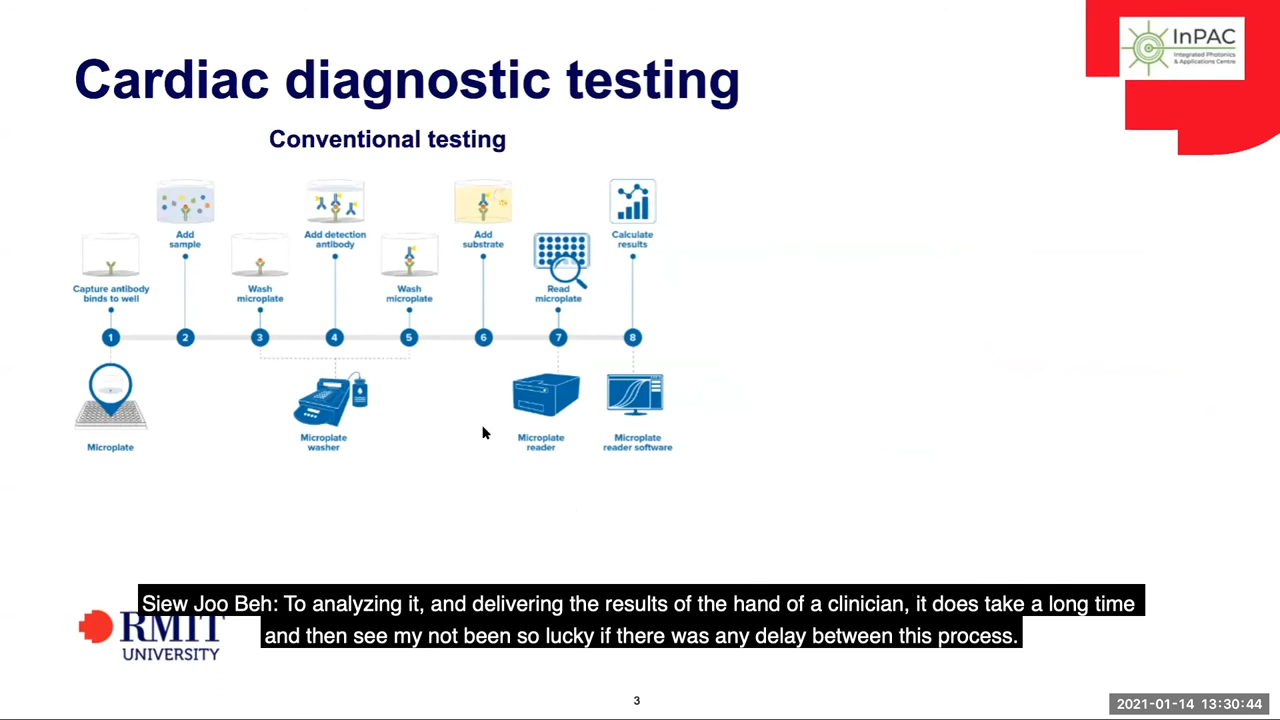 InPAC
Integrated Photonics
& Applications Centre
Cardiac diagnostic testing
Conventional testing
Add
sample
Add detection
antibody
Add
substrate
Calculate
results
Capture antibody
binds to well
Wash
microplate
Wash
microplate
Read
microplate
1 2 3 4 5 6 7 8
Microplate
Microplate
washer
Microplate
reader
Microplate
reader software
Siew Joo Beh: To analyzing it, and delivering the results of the hand of a clinician, it does take a long time
and then see my not been so lucky if there was any delay between this process.
RMIT
UNIVERSITY
3
2021-01-14 13:30:44